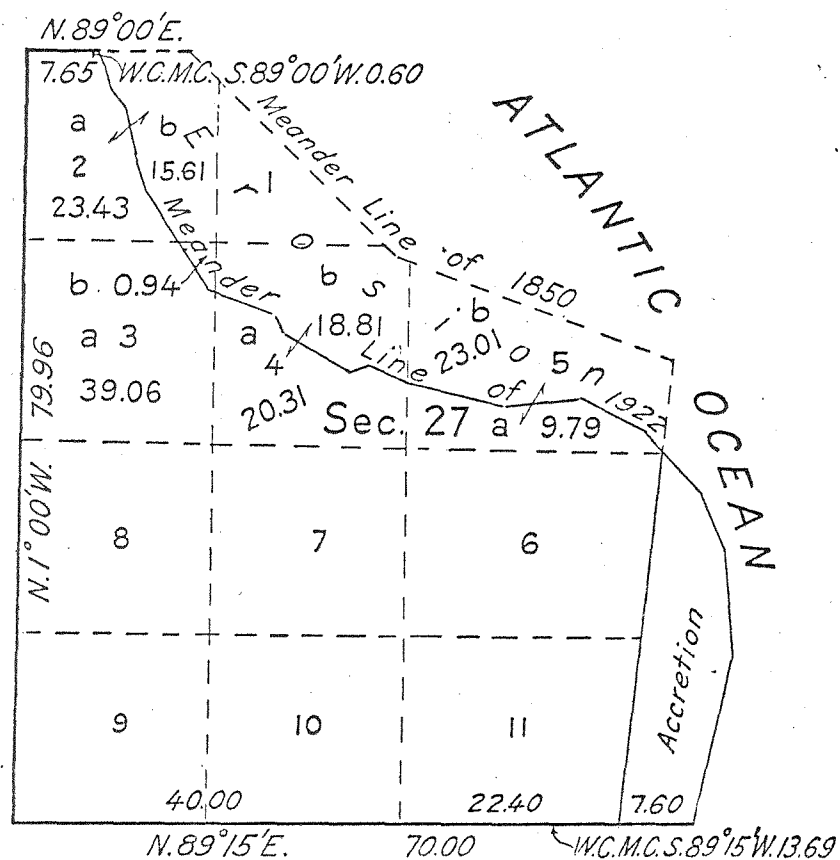 N. 89°00'E.
7.65 W.C.M.C. S. 89°00'W. 0.60
ATLANTIC OCEAN
Meander Line of 1850
Erosion
a b
2 15.61
23.43
1
Meander Line of 1922
b 0.94
a 3
39.06
b
18.81
a
4
20.31
b
23.01
5
Sec. 27 a 9.79
79.96
N. 1°00'W.
8 7 6
Accretion
9 10 11
40.00 22.40 7.60
N. 89°15'E. 70.00 W.C.M.C. S. 89°15'W. 13.69